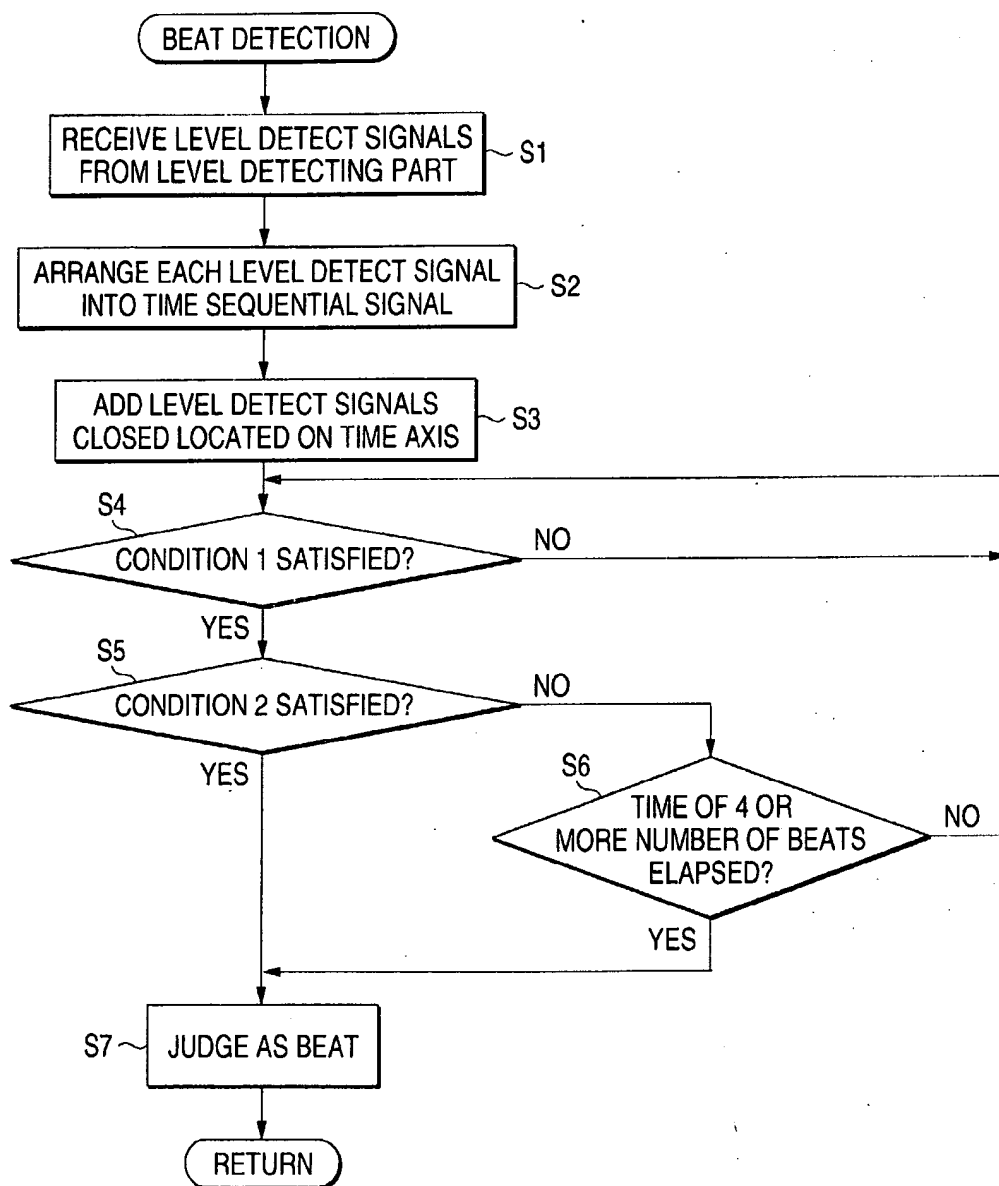 BEAT DETECTION
RECEIVE LEVEL DETECT SIGNALS
FROM LEVEL DETECTING PART
S1
ARRANGE EACH LEVEL DETECT SIGNAL
INTO TIME SEQUENTIAL SIGNAL
S2
ADD LEVEL DETECT SIGNALS
CLOSED LOCATED ON TIME AXIS
S3
S4
CONDITION 1 SATISFIED?
NO
YES
S5
CONDITION 2 SATISFIED?
NO
YES
S6
TIME OF 4 OR
MORE NUMBER OF BEATS
ELAPSED?
NO
YES
S7
JUDGE AS BEAT
RETURN